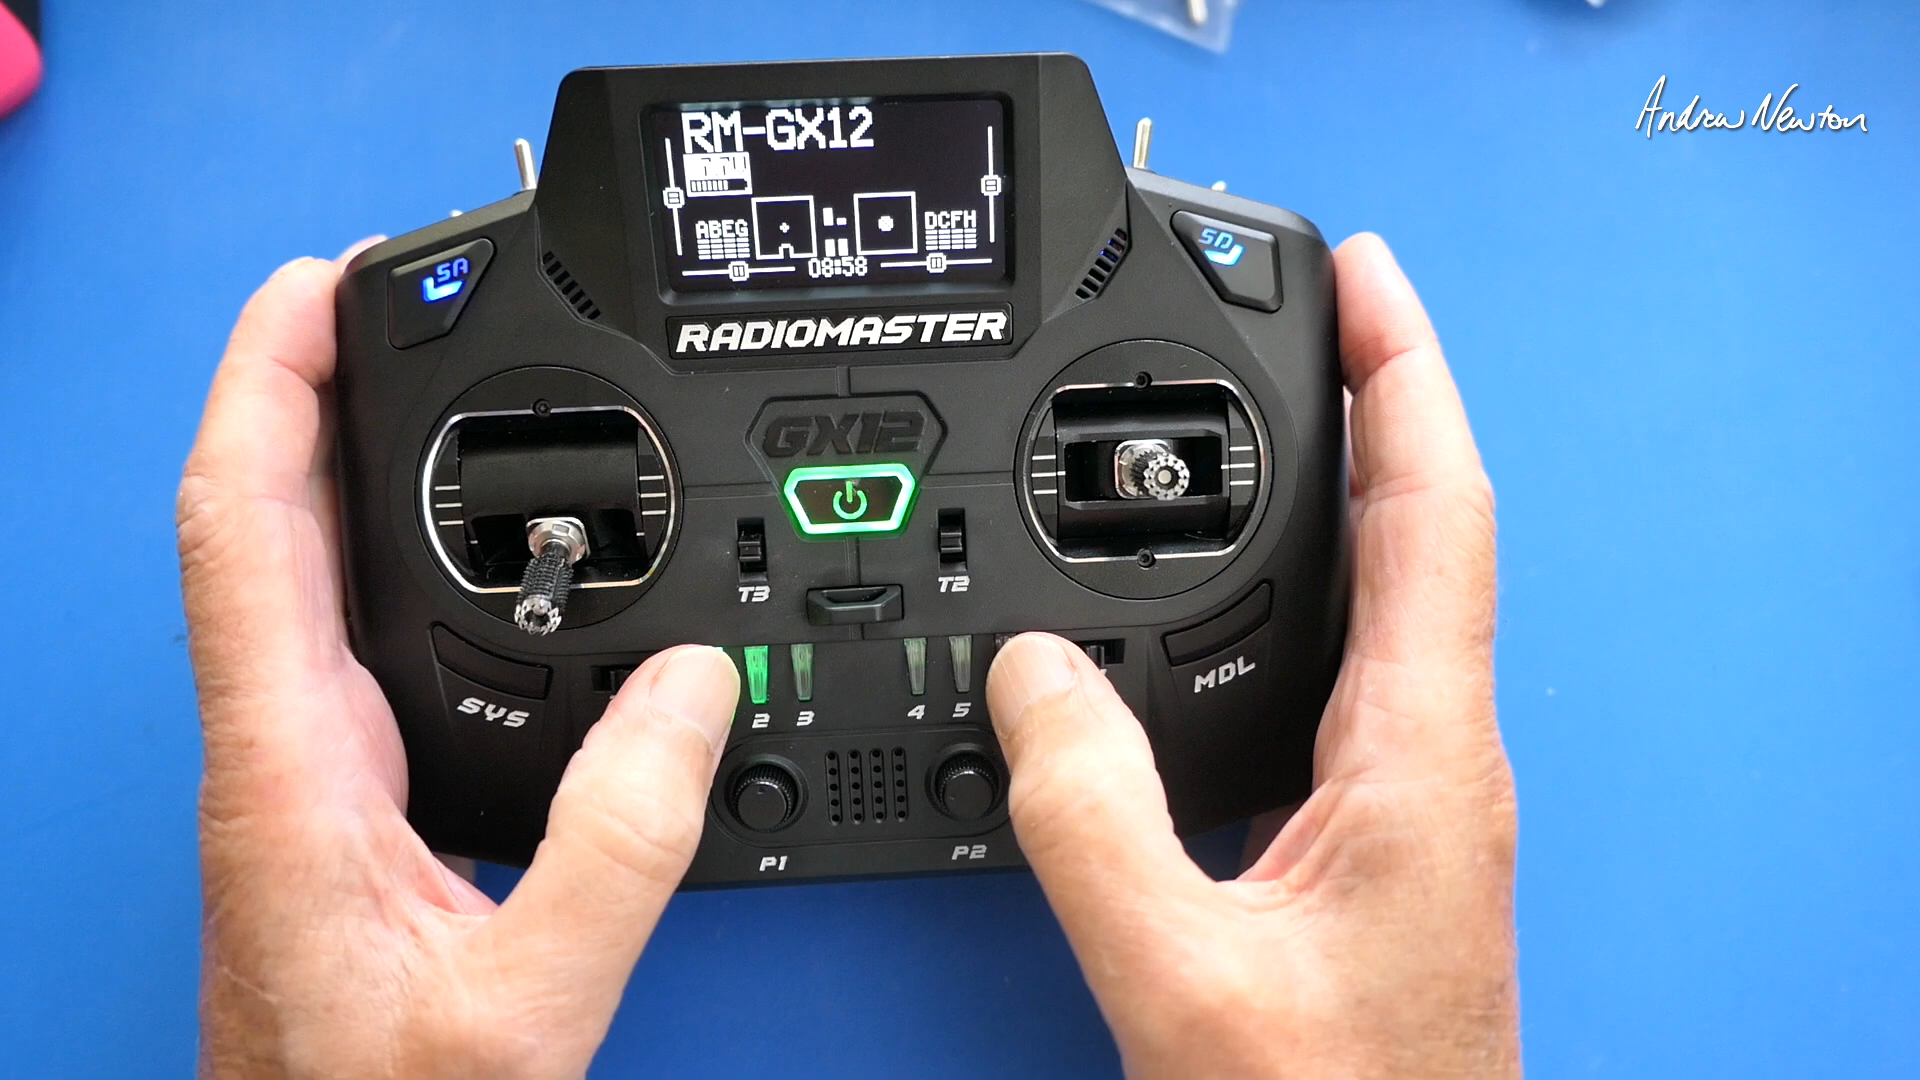 Andrew Newton
RM-GX12
ABEG
DCFH
08:58
SA
SD
RADIOMASTER
GX12
T3
T2
SYS
2
3
4
5
MDL
P1
P2